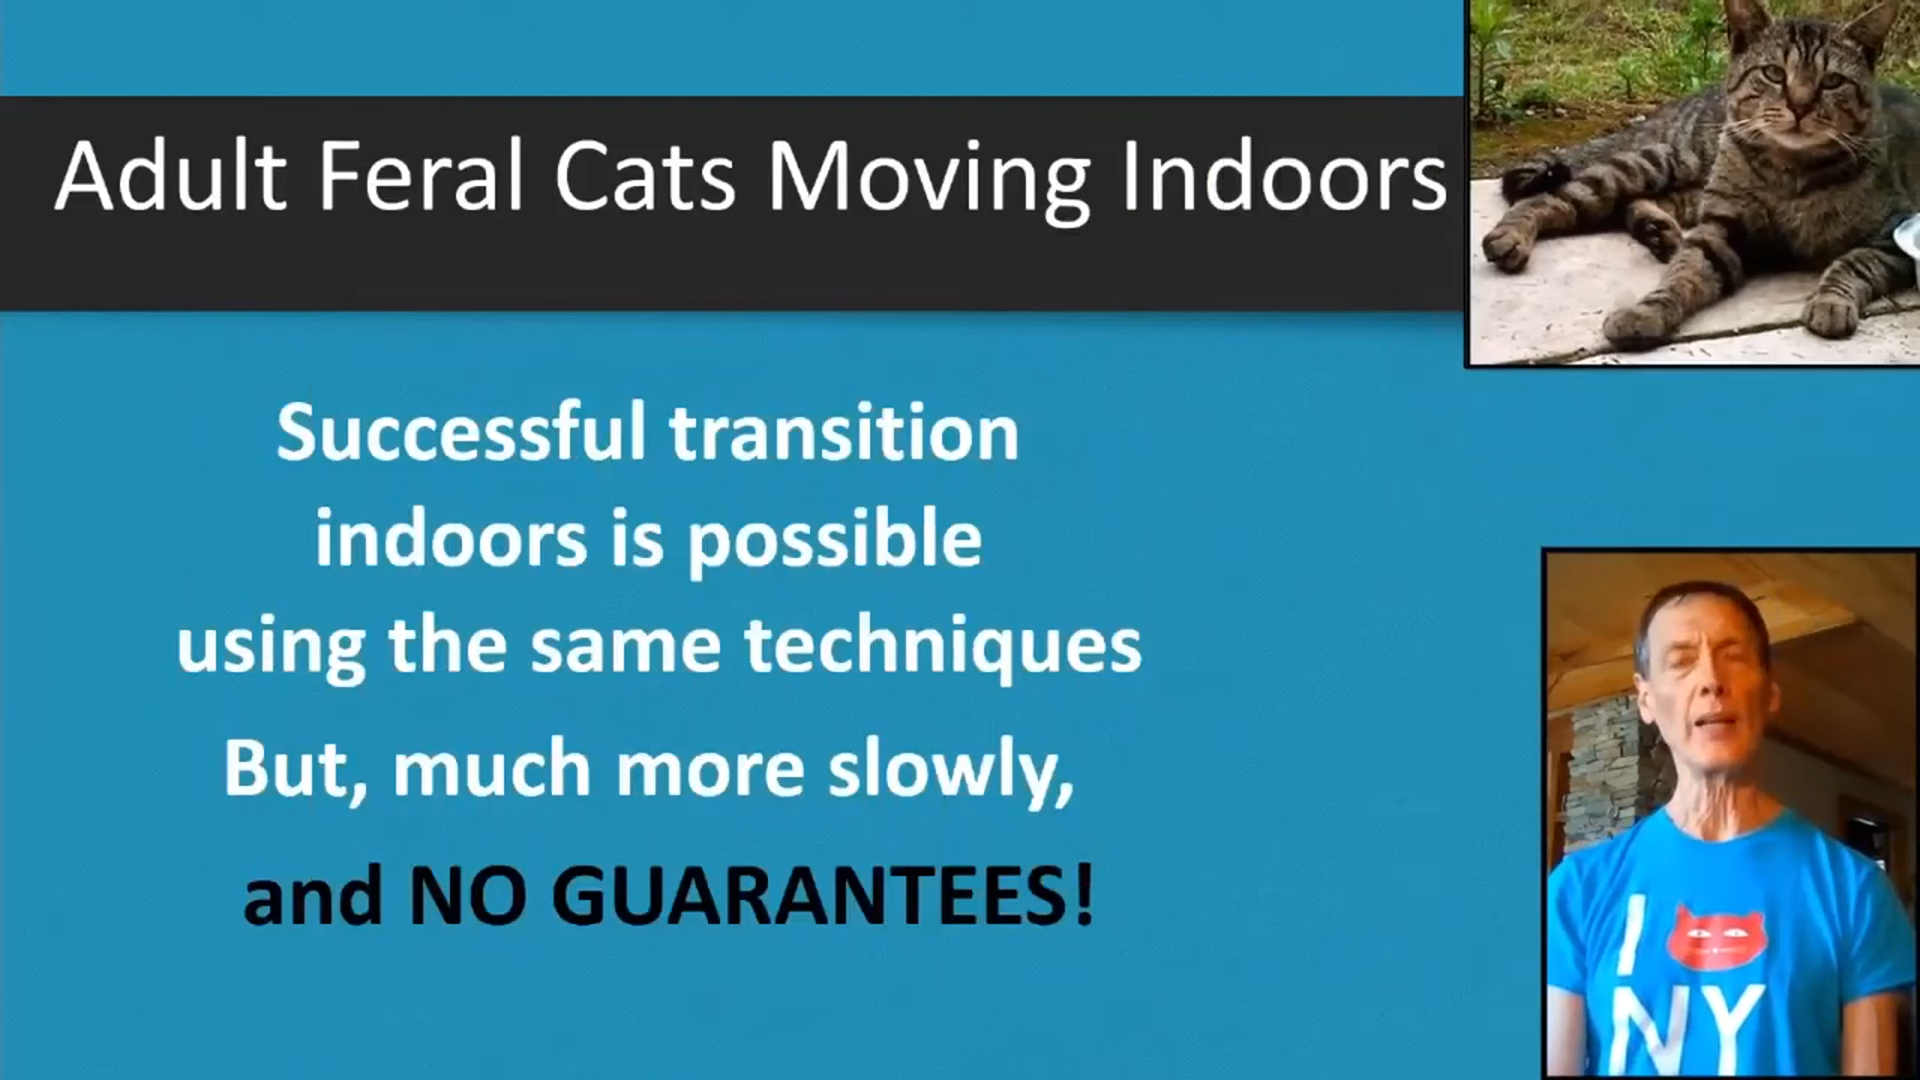 Adult Feral Cats Moving Indoors
Successful transition
indoors is possible
using the same techniques
But, much more slowly,
and NO GUARANTEES!
I
NY